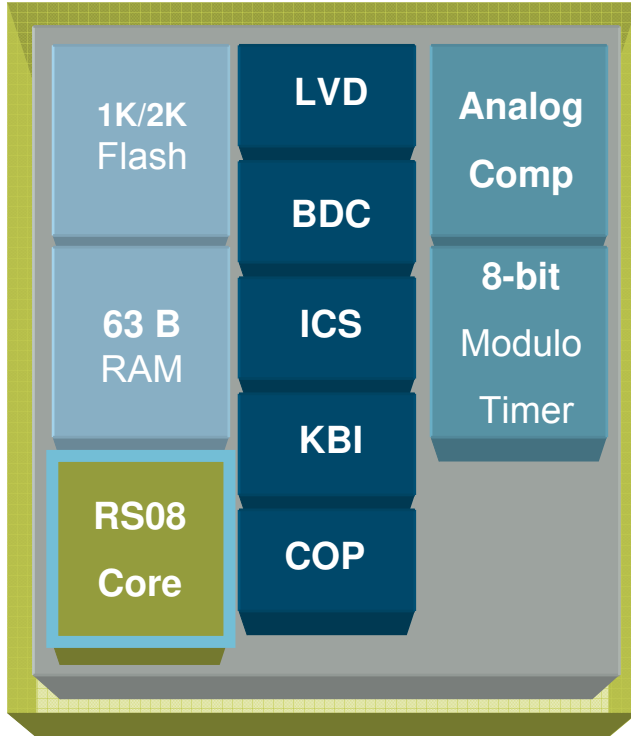 1K/2K
Flash
63 B
RAM
RS08
Core
LVD
BDC
ICS
KBI
COP
Analog
Comp
8-bit
Modulo
Timer